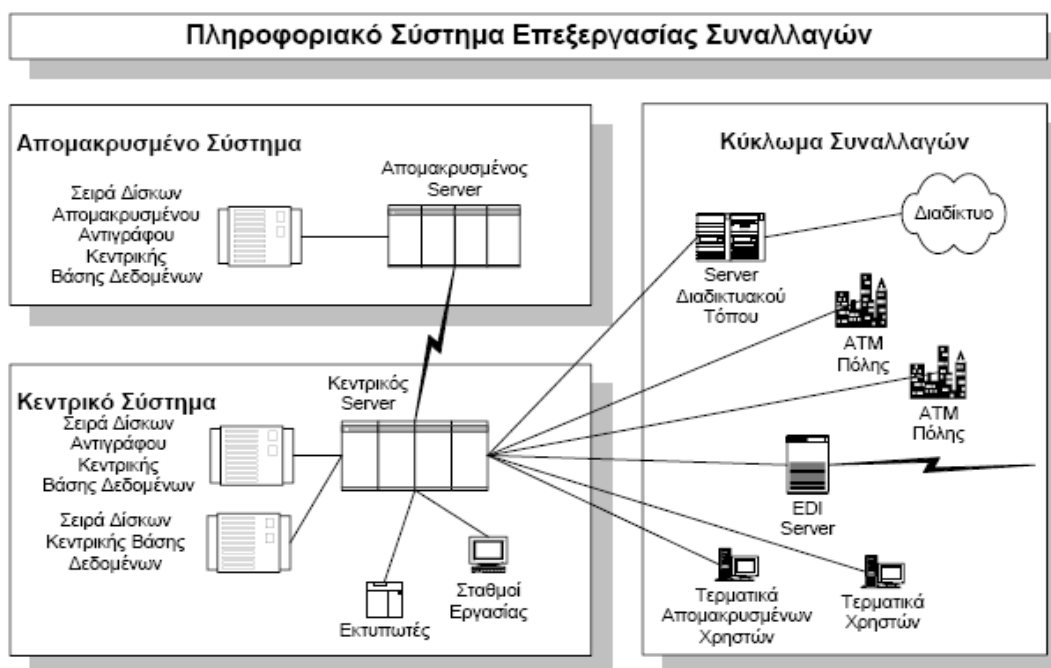 Πληροφοριακό Σύστημα Επεξεργασίας Συναλλαγών
Απομακρυσμένο Σύστημα
Απομακρυσμένος
Server
Σειρά Δίσκων
Απομακρυσμένου
Αντιγράφου
Κεντρικής
Βάσης Δεδομένων
Κεντρικό Σύστημα
Κεντρικός
Server
Σειρά Δίσκων
Αντιγράφου
Κεντρικής
Βάσης Δεδομένων
Σειρά Δίσκων
Κεντρικής Βάσης
Δεδομένων
Εκτυπωτές
Σταθμοί
Εργασίας
Κύκλωμα Συναλλαγών
Διαδίκτυο
Server
Διαδικτυακού
Τόπου
ATM
Πόλης
ATM
Πόλης
EDI
Server
Τερματικά
Απομακρυσμένων
Χρηστών
Τερματικά
Χρηστών